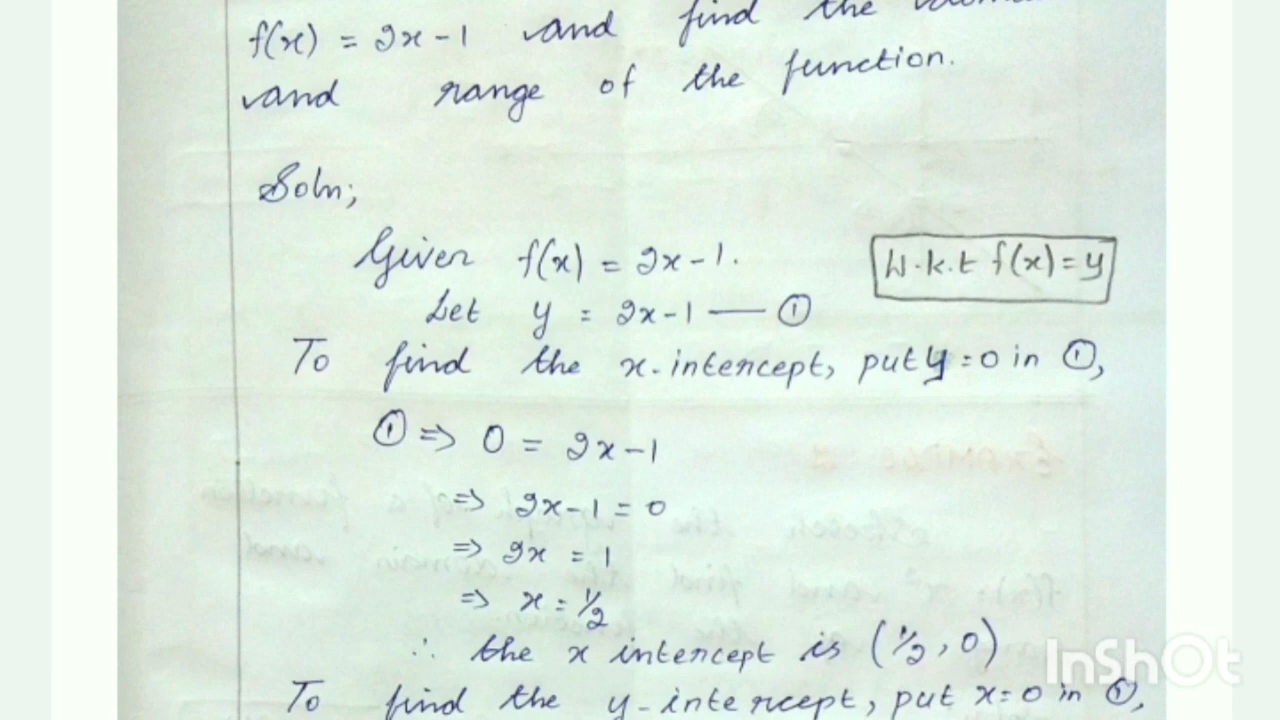 f(x) = 2x-1 and find the
and range of the function.
Soln;
Given f(x) = 2x-1.
W.k.t f(x)=y
Let y = 2x-1 — ①
To find the x-intercept, put y=0 in ①,
① => 0 = 2x-1
=> 2x-1=0
=> 2x = 1
=> x = 1/2
∴ the x intercept is (1/2, 0)
To find the y-intercept, put x=0 in ①,
InShOt